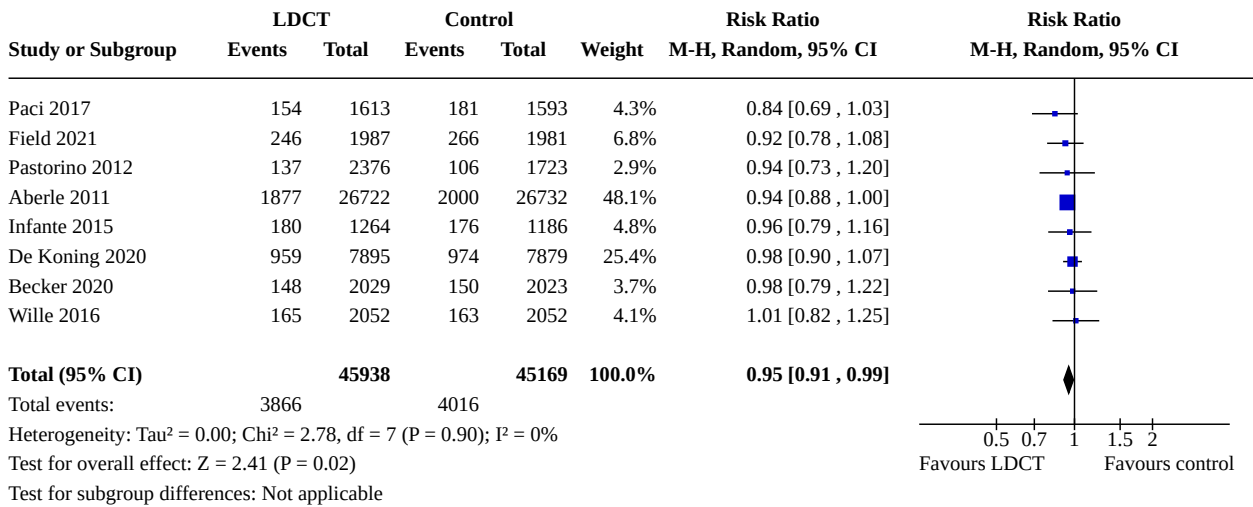 LDCT Control Risk Ratio Risk Ratio
Study or Subgroup Events Total Events Total Weight M-H, Random, 95% CI M-H, Random, 95% CI
Paci 2017 154 1613 181 1593 4.3% 0.84 [0.69 , 1.03]
Field 2021 246 1987 266 1981 6.8% 0.92 [0.78 , 1.08]
Pastorino 2012 137 2376 106 1723 2.9% 0.94 [0.73 , 1.20]
Aberle 2011 1877 26722 2000 26732 48.1% 0.94 [0.88 , 1.00]
Infante 2015 180 1264 176 1186 4.8% 0.96 [0.79 , 1.16]
De Koning 2020 959 7895 974 7879 25.4% 0.98 [0.90 , 1.07]
Becker 2020 148 2029 150 2023 3.7% 0.98 [0.79 , 1.22]
Wille 2016 165 2052 163 2052 4.1% 1.01 [0.82 , 1.25]
Total (95% CI) 45938 45169 100.0% 0.95 [0.91 , 0.99]
Total events: 3866 4016
Heterogeneity: Tau² = 0.00; Chi² = 2.78, df = 7 (P = 0.90); I² = 0%
0.5 0.7 1 1.5 2
Test for overall effect: Z = 2.41 (P = 0.02) Favours LDCT Favours control
Test for subgroup differences: Not applicable